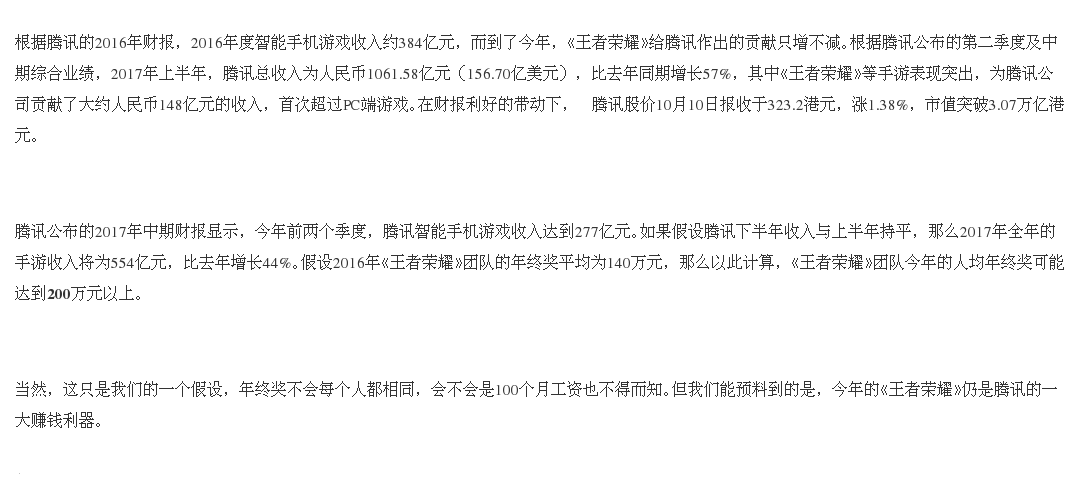 根据腾讯的2016年财报，2016年度智能手机游戏收入约384亿元，而到了今年，《王者荣耀》给腾讯作出的贡献只增不减。根据腾讯公布的第二季度及中
期综合业绩，2017年上半年，腾讯总收入为人民币1061.58亿元（156.70亿美元），比去年同期增长57%，其中《王者荣耀》等手游表现突出，为腾讯公
司贡献了大约人民币148亿元的收入，首次超过PC端游戏。在财报利好的带动下， 腾讯股价10月10日报收于323.2港元，涨1.38%，市值突破3.07万亿港
元。
腾讯公布的2017年中期财报显示，今年前两个季度，腾讯智能手机游戏收入达到277亿元。如果假设腾讯下半年收入与上半年持平，那么2017年全年的
手游收入将为554亿元，比去年增长44%。假设2016年《王者荣耀》团队的年终奖平均为140万元，那么以此计算，《王者荣耀》团队今年的人均年终奖可能
达到200万元以上。
当然，这只是我们的一个假设，年终奖不会每个人都相同，会不会是100个月工资也不得而知。但我们能预料到的是，今年的《王者荣耀》仍是腾讯的一
大赚钱利器。